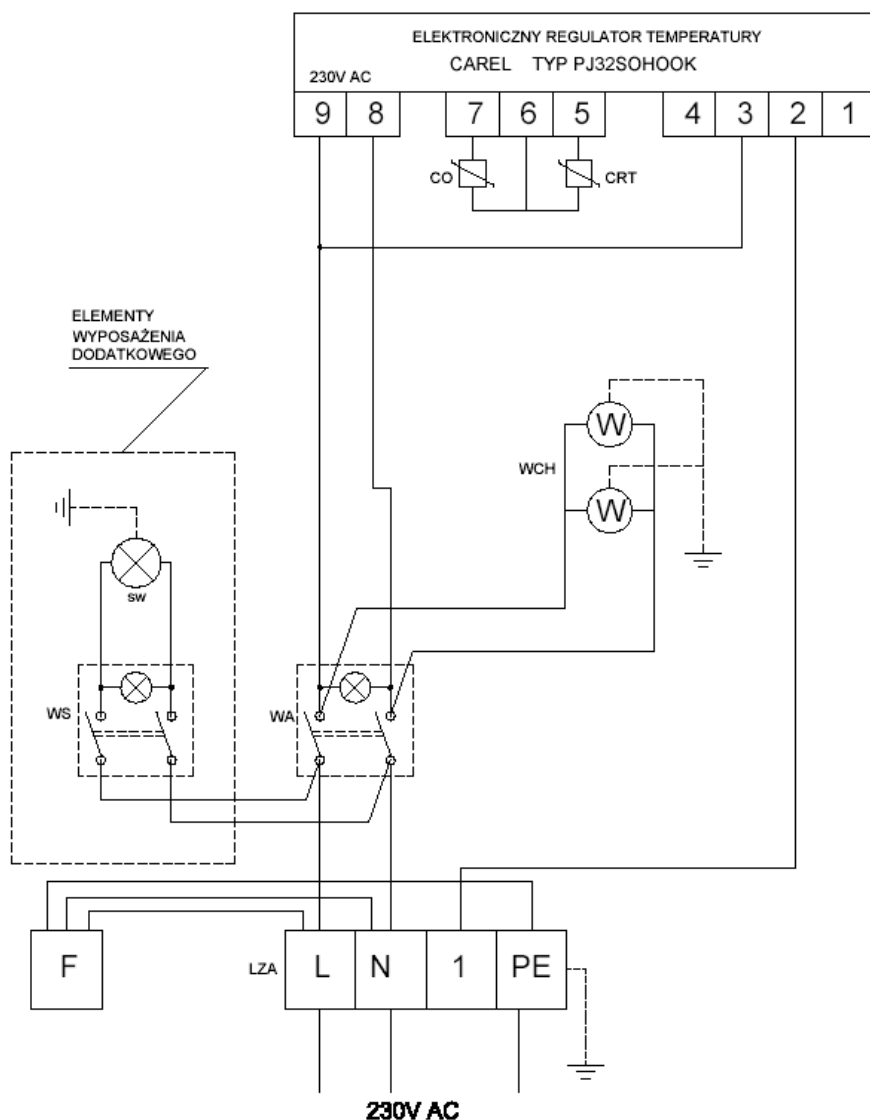 ELEKTRONICZNY REGULATOR TEMPERATURY
CAREL TYP PJ32SOHOOK
230V AC
9 8 7 6 5 4 3 2 1
CO
CRT
ELEMENTY
WYPOSAŻENIA
DODATKOWEGO
W
WCH
W
sw
WS
WA
F
LZA
L N 1 PE
230V AC